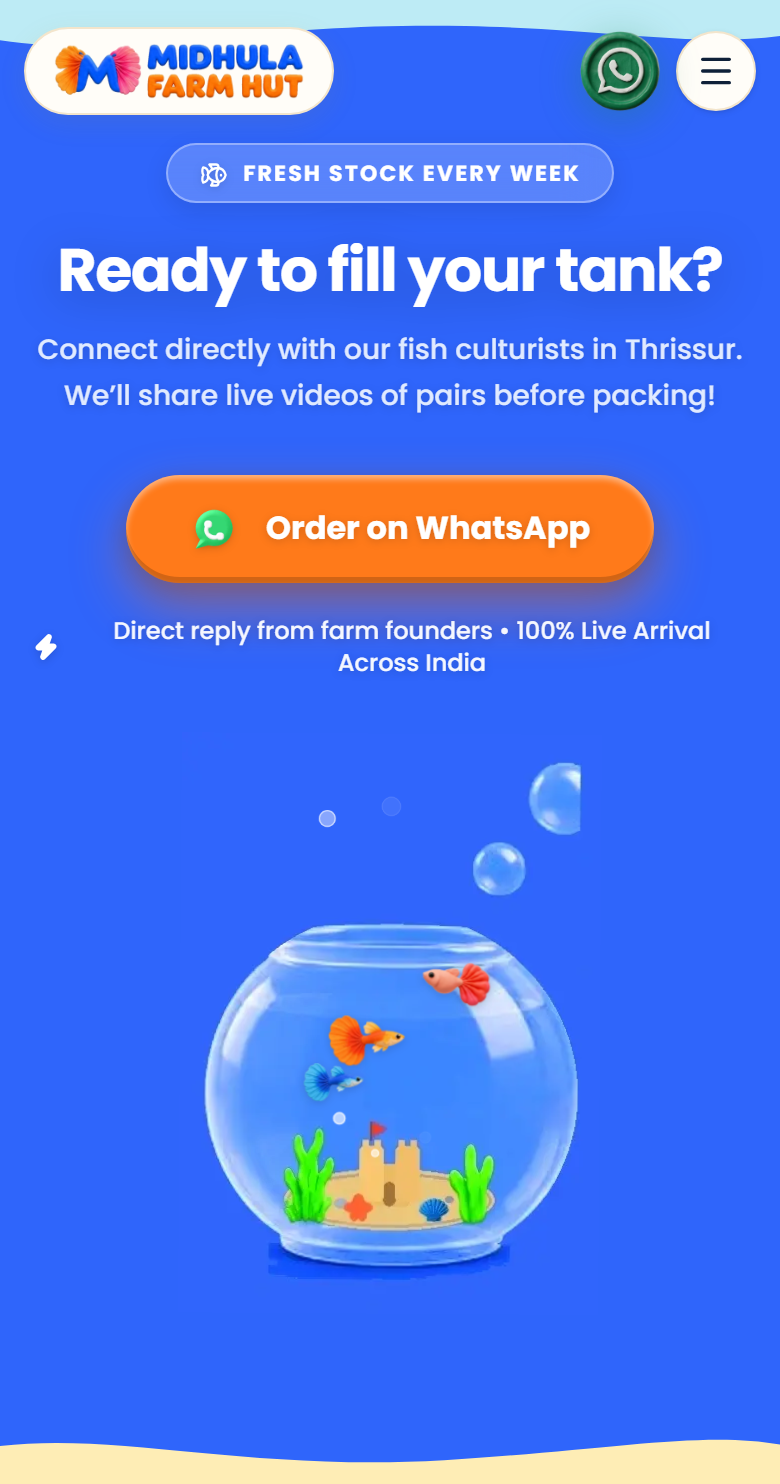 MIDHULA
FARM HUT
FRESH STOCK EVERY WEEK
Ready to fill your tank?
Connect directly with our fish culturists in Thrissur.
We’ll share live videos of pairs before packing!
Order on WhatsApp
Direct reply from farm founders • 100% Live Arrival
Across India